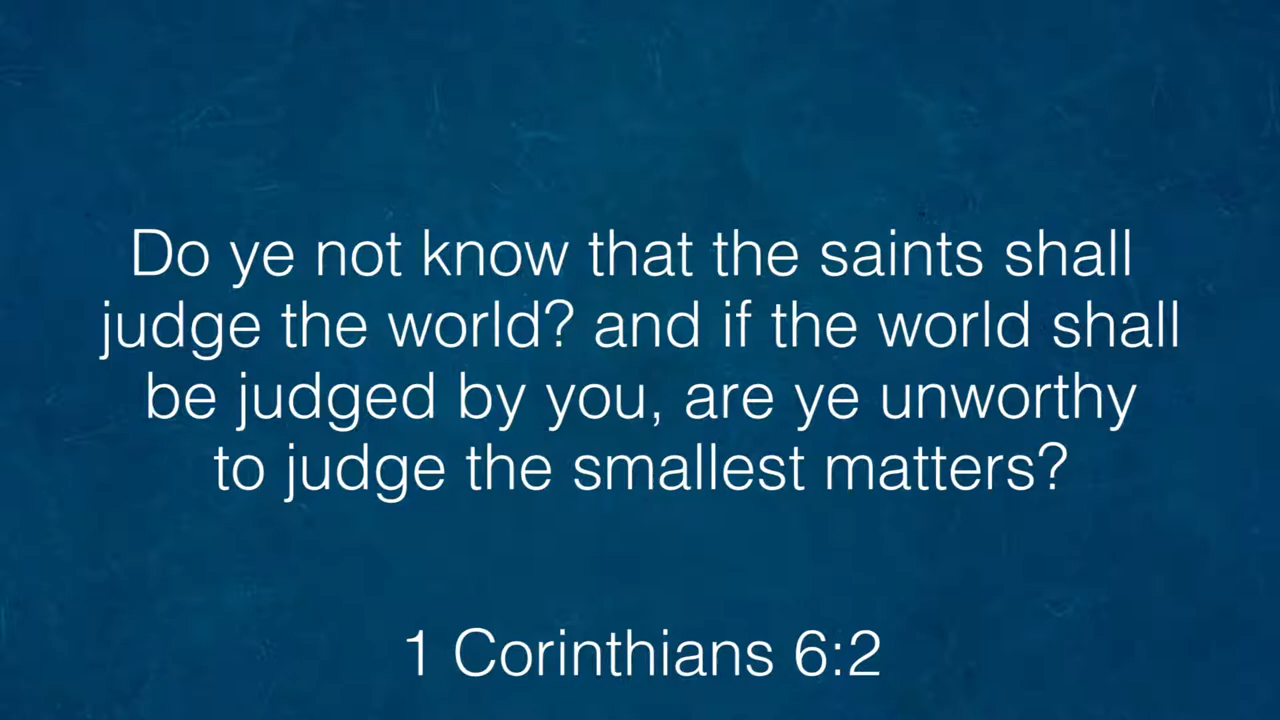 Do ye not know that the saints shall
judge the world? and if the world shall
be judged by you, are ye unworthy
to judge the smallest matters?
1 Corinthians 6:2